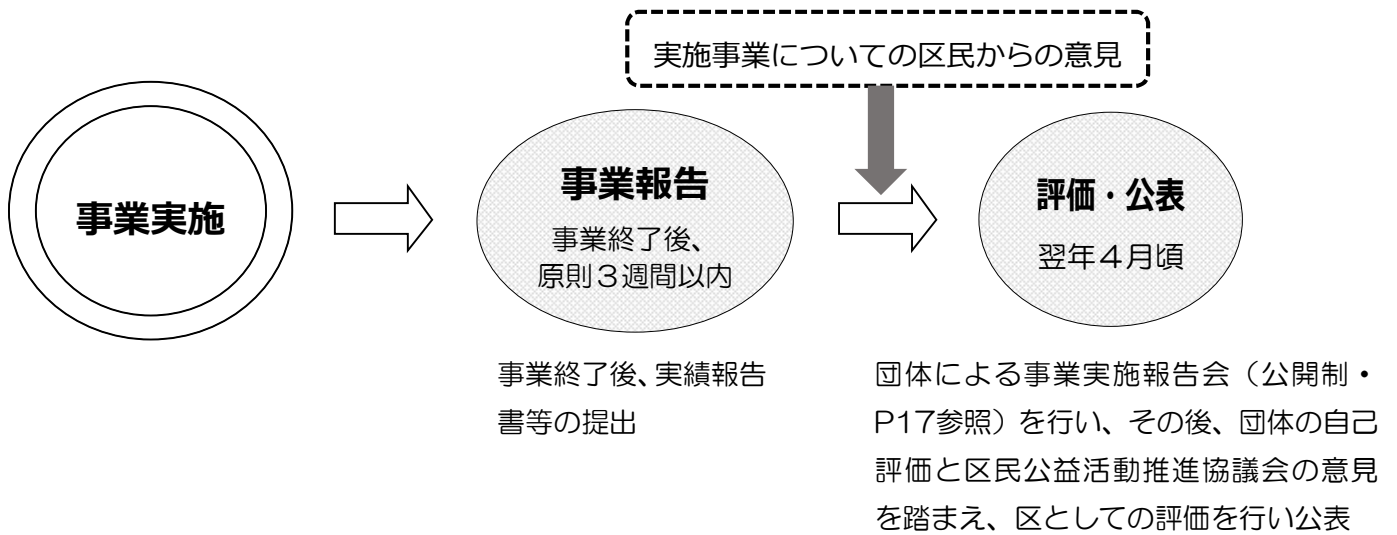 実施事業についての区民からの意見
事業実施
事業報告
事業終了後、
原則３週間以内
評価・公表
翌年４月頃
事業終了後、実績報告
書等の提出
団体による事業実施報告会（公開制・
P17参照）を行い、その後、団体の自己
評価と区民公益活動推進協議会の意見
を踏まえ、区としての評価を行い公表